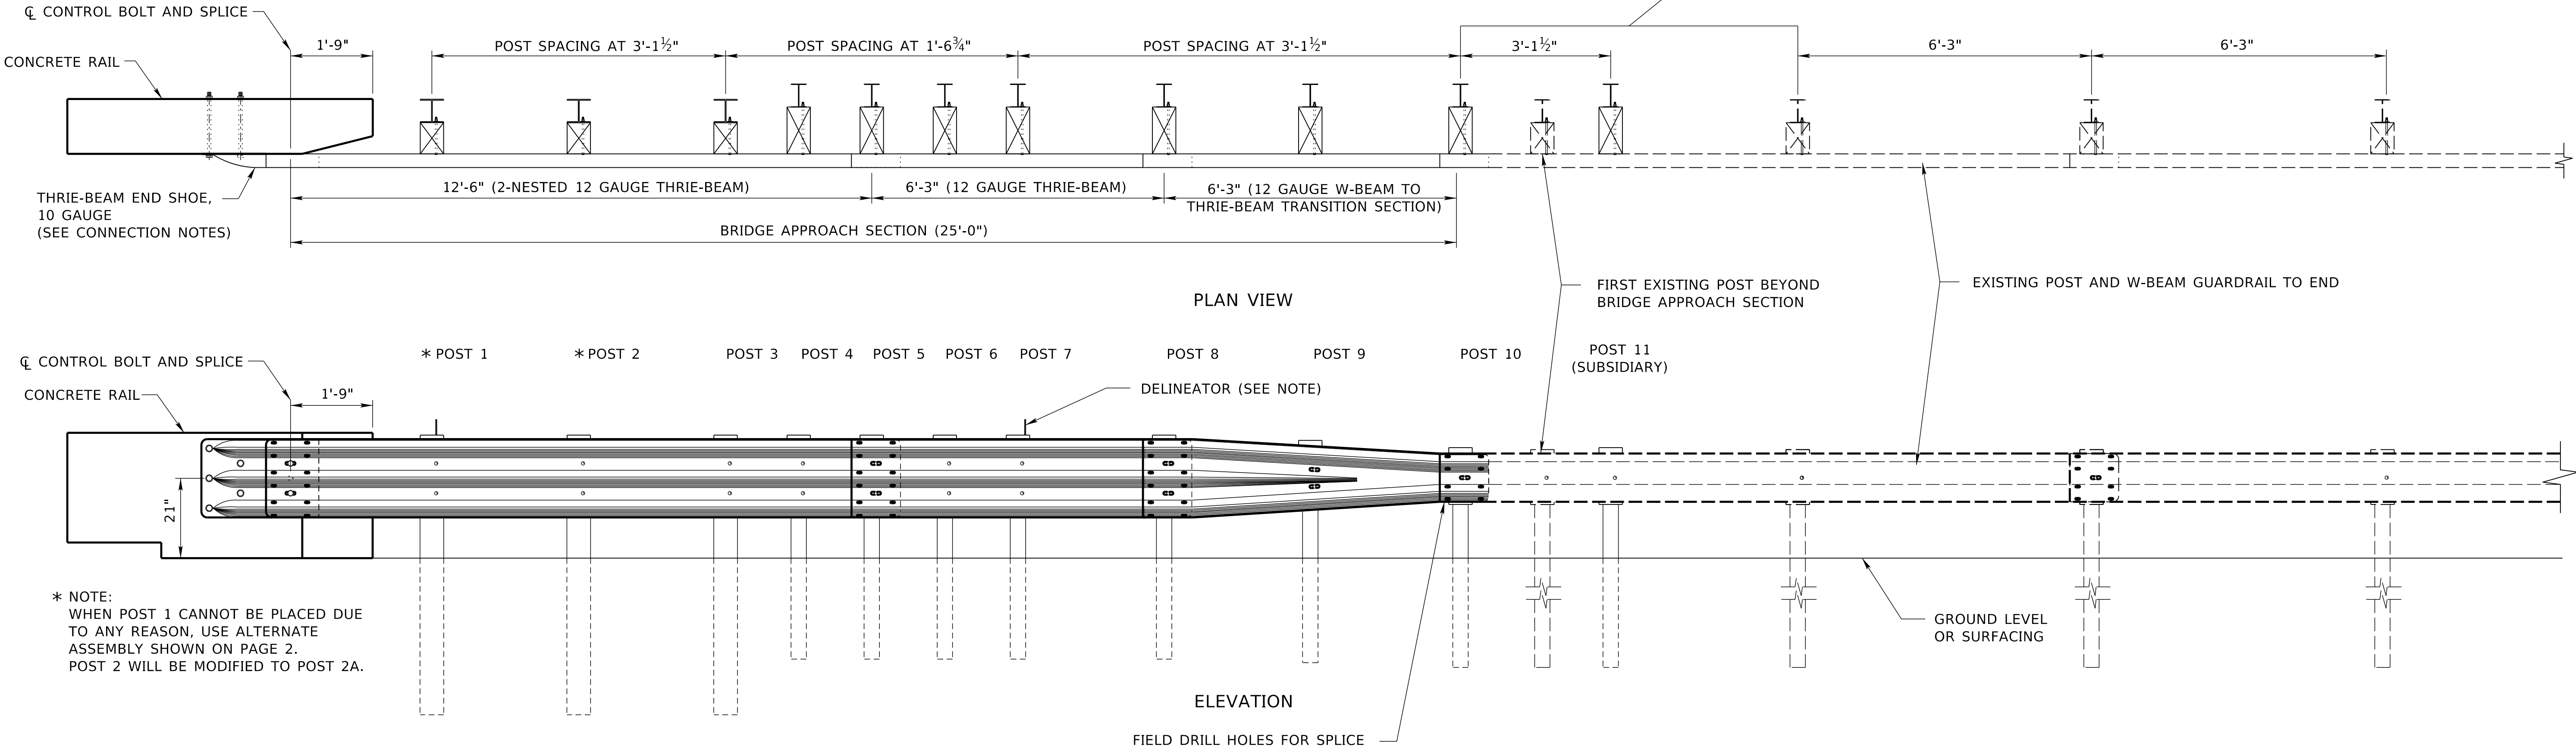 ℄ CONTROL BOLT AND SPLICE
1'-9"
POST SPACING AT 3'-1½"
POST SPACING AT 1'-6¾"
POST SPACING AT 3'-1½"
3'-1½"
6'-3"
6'-3"
CONCRETE RAIL
THRIE-BEAM END SHOE,
10 GAUGE
(SEE CONNECTION NOTES)
12'-6" (2-NESTED 12 GAUGE THRIE-BEAM)
6'-3" (12 GAUGE THRIE-BEAM)
6'-3" (12 GAUGE W-BEAM TO
THRIE-BEAM TRANSITION SECTION)
BRIDGE APPROACH SECTION (25'-0")
FIRST EXISTING POST BEYOND
BRIDGE APPROACH SECTION
EXISTING POST AND W-BEAM GUARDRAIL TO END
PLAN VIEW
℄ CONTROL BOLT AND SPLICE
* POST 1
* POST 2
POST 3
POST 4
POST 5
POST 6
POST 7
POST 8
POST 9
POST 10
POST 11
(SUBSIDIARY)
CONCRETE RAIL
1'-9"
DELINEATOR (SEE NOTE)
21"
* NOTE:
WHEN POST 1 CANNOT BE PLACED DUE
TO ANY REASON, USE ALTERNATE
ASSEMBLY SHOWN ON PAGE 2.
POST 2 WILL BE MODIFIED TO POST 2A.
GROUND LEVEL
OR SURFACING
ELEVATION
FIELD DRILL HOLES FOR SPLICE